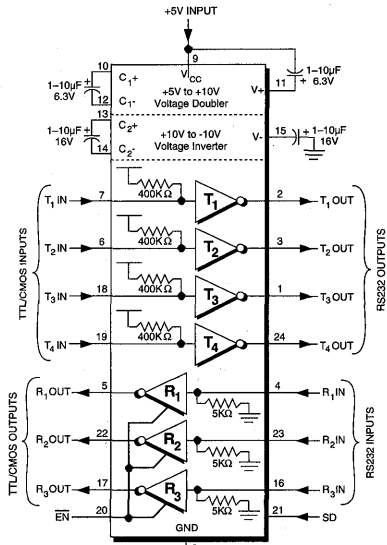 +5V INPUT
9
10
C1+
VCC
1–10µF
6.3V
+5V to +10V
Voltage Doubler
V+
11
1–10µF
6.3V
12
C1-
13
C2+
1–10µF
16V
+10V to -10V
Voltage Inverter
V-
15
1–10µF
16V
14
C2-
400KΩ
T1 IN
7
T1
2
T1 OUT
400KΩ
T2 IN
6
T2
3
T2 OUT
400KΩ
T3 IN
18
T3
1
T3 OUT
400KΩ
T4 IN
19
T4
24
T4 OUT
TTL/CMOS INPUTS
RS232 OUTPUTS
R1 OUT
5
R1
4
R1 IN
5KΩ
R2 OUT
22
R2
23
R2 IN
5KΩ
R3 OUT
17
R3
16
R3 IN
5KΩ
TTL/CMOS OUTPUTS
RS232 INPUTS
E̅N̅
20
GND
21
SD